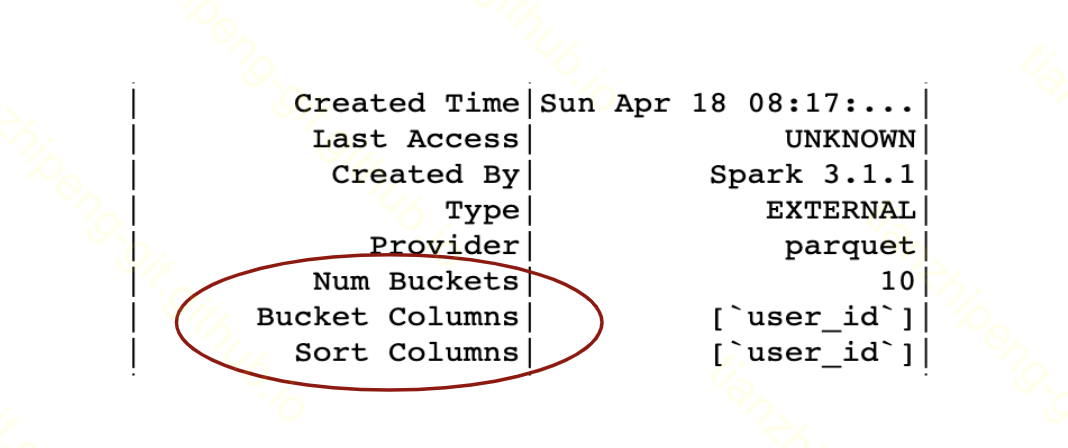 Created Time|Sun Apr 18 08:17:...|
Last Access| UNKNOWN|
Created By| Spark 3.1.1|
Type| EXTERNAL|
Provider| parquet|
Num Buckets| 10|
Bucket Columns| [`user_id`]|
Sort Columns| [`user_id`]|